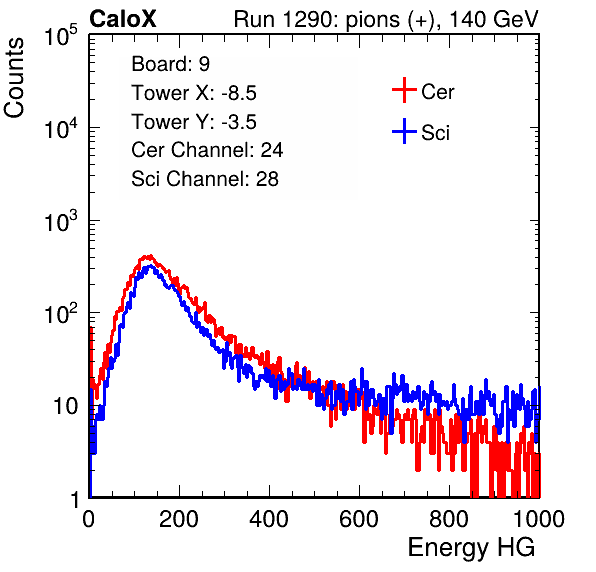 CaloX
Run 1290: pions (+), 140 GeV
Counts
Board: 9
Tower X: -8.5
Tower Y: -3.5
Cer Channel: 24
Sci Channel: 28
Cer
Sci
10^5
10^4
10^3
10^2
10
1
0 200 400 600 800 1000
Energy HG